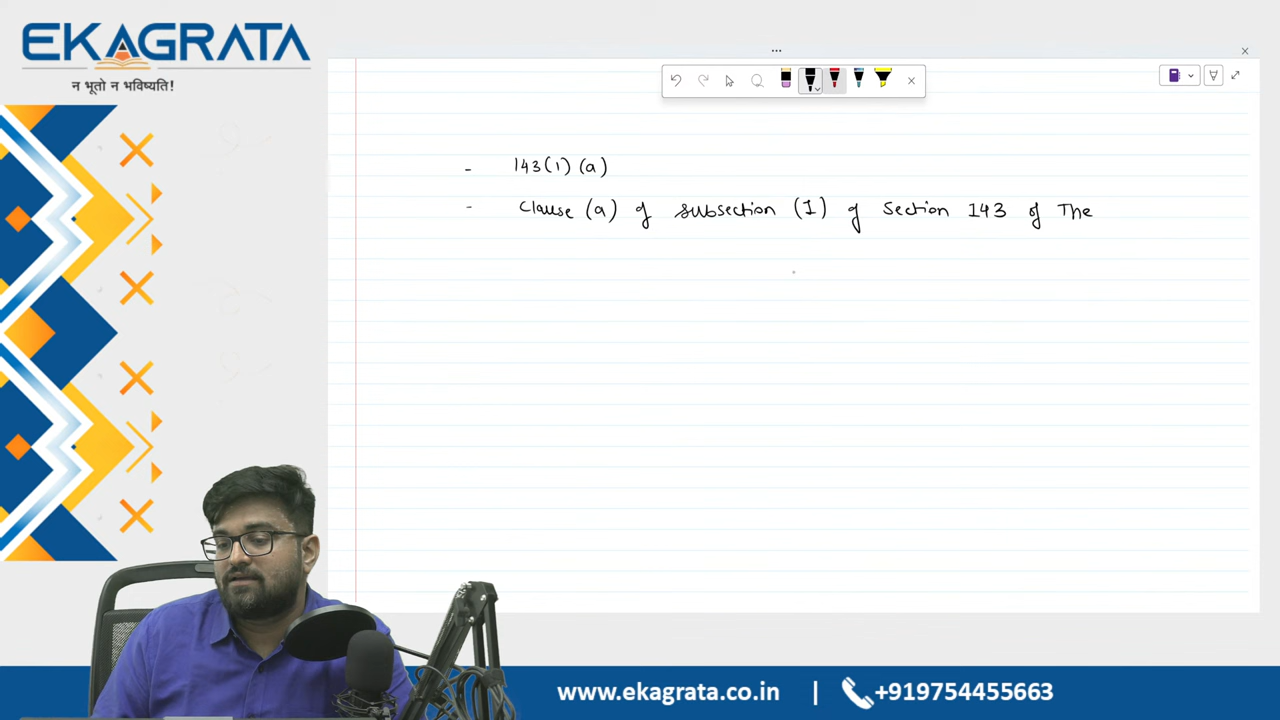 EKAGRATA
न भूतो न भविष्यति!
- 143(1)(a)
- Clause (a) of subsection (1) of Section 143 of The
www.ekagrata.co.in | +919754455663